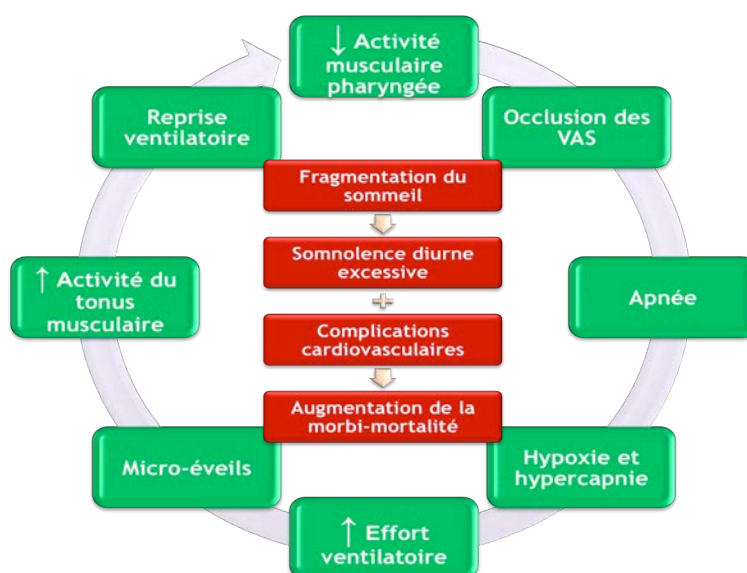 ↓ Activité
musculaire
pharyngée
Occlusion des
VAS
Apnée
Hypoxie et
hypercapnie
↑ Effort
ventilatoire
Micro-éveils
↑ Activité du
tonus
musculaire
Reprise
ventilatoire
Fragmentation du
sommeil
Somnolence diurne
excessive
+
Complications
cardiovasculaires
Augmentation de la
morbi-mortalité